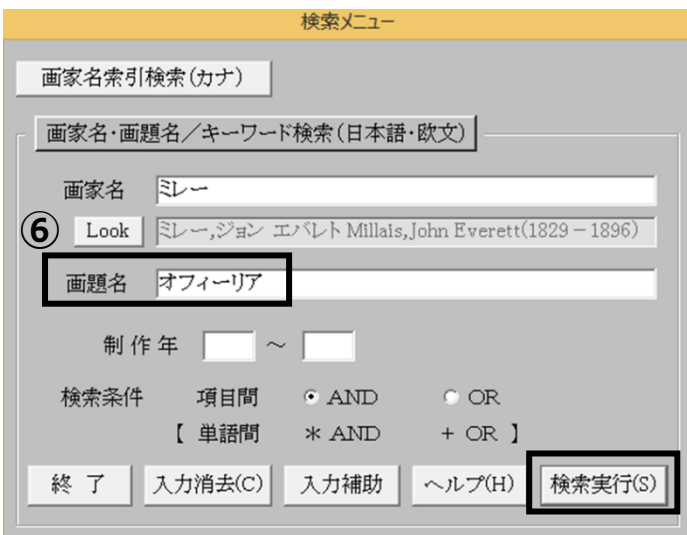 検索メニュー
画家名索引検索(カナ)
画家名・画題名／キーワード検索(日本語・欧文)
画家名 ミレー
⑥ Look ミレー,ジョン エバレト Millais,John Everett(1829－1896)
画題名 オフィーリア
制作年 ～
検索条件 項目間 AND OR
【 単語間 ＊ AND + OR 】
終 了 入力消去(C) 入力補助 ヘルプ(H) 検索実行(S)